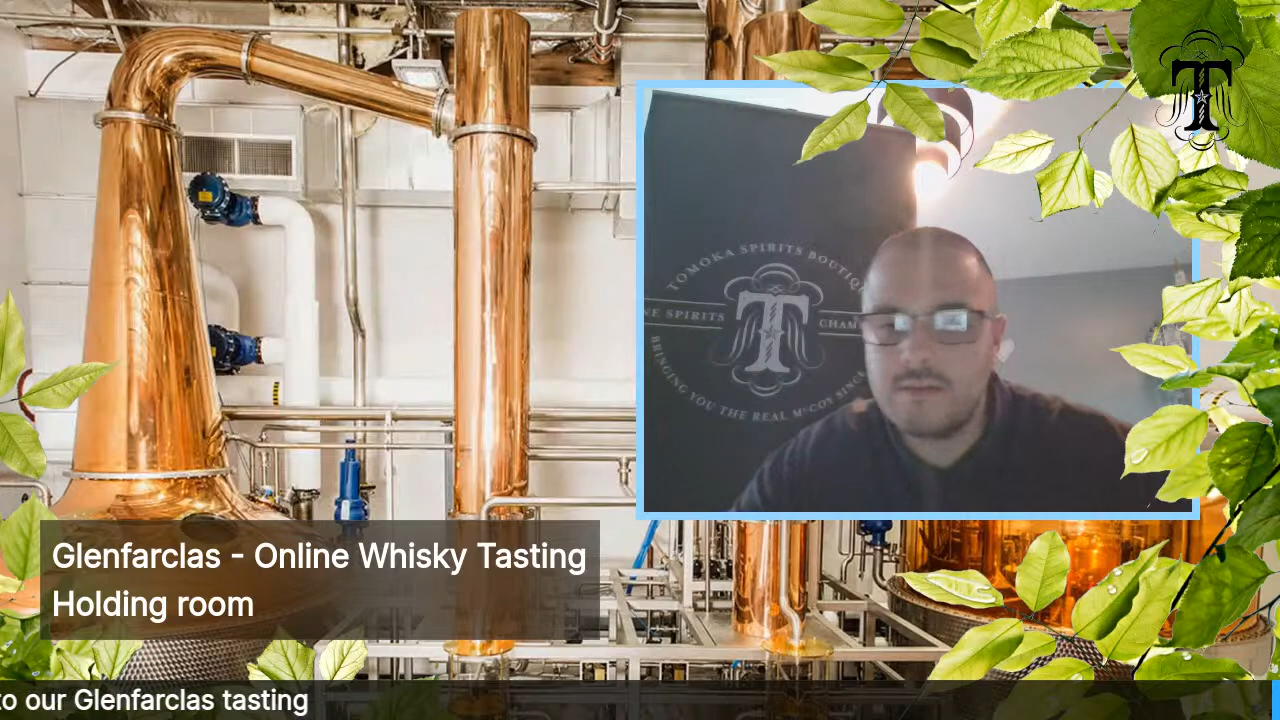 T
TOMOKA SPIRITS BOUTIQ
NE SPIRITS
CHAM
T
BRINGING YOU THE REAL McCOY SINCE
Glenfarclas - Online Whisky Tasting
Holding room
to our Glenfarclas tasting